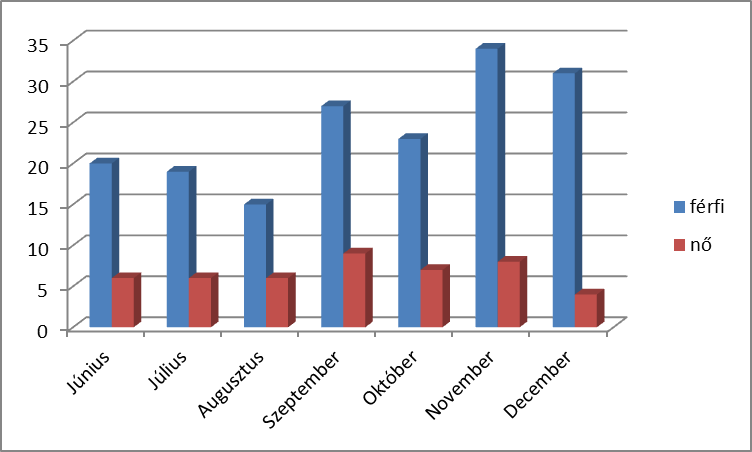 35
30
25
20
15
10
5
0
Június
Július
Augusztus
Szeptember
Október
November
December
férfi
nő